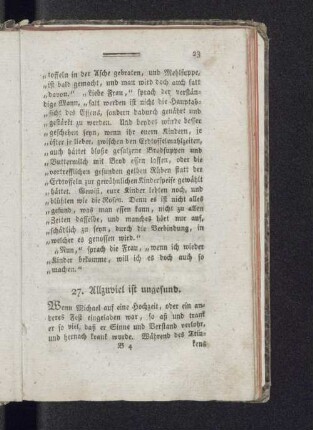 23
„toffeln in der Asche gebraten, und Mehlsuppe,
„ist bald gemacht, und man wird doch auch satt
„davon.“ „Liebe Frau,“ sprach der verstän-
dige Mann, „satt werden ist nicht die Hauptab-
„sicht des Essens, sondern dadurch genährt und
„gestärkt zu werden. Und beydes würde besser
„geschehen seyn, wenn ihr euern Kindern, je
„öfter je lieber, zwischen den Erdtoffelmahlzeiten,
„auch hättet bloße gesalzene Brodsuppen und
„Buttermilch mit Brod essen lassen, oder die
„vortrefflichen gesunden gelben Rüben statt der
„Erdtoffeln zur gewöhnlichen Kinderspeise gewählt
„hättet. Gewiß, eure Kinder lebten noch, und
„blühten wie die Rosen. Denn es ist nicht alles
„gesund, was man essen kann, nicht zu allen
„Zeiten dasselbe, und manches hört nur auf,
„schädlich zu seyn, durch die Verbindung, in
„welcher es genossen wird.“
„Nun,“ sprach die Frau, „wenn ich wieder
„Kinder bekomme, will ich es doch auch so
„machen.“
27. Allzuviel ist ungesund.
Wenn Michael auf eine Hochzeit, oder ein an-
deres Fest eingeladen war, so aß und trank
er so viel, daß er Sinne und Verstand verlohr,
und hernach krank wurde. Während des Trin-
B 4
kens